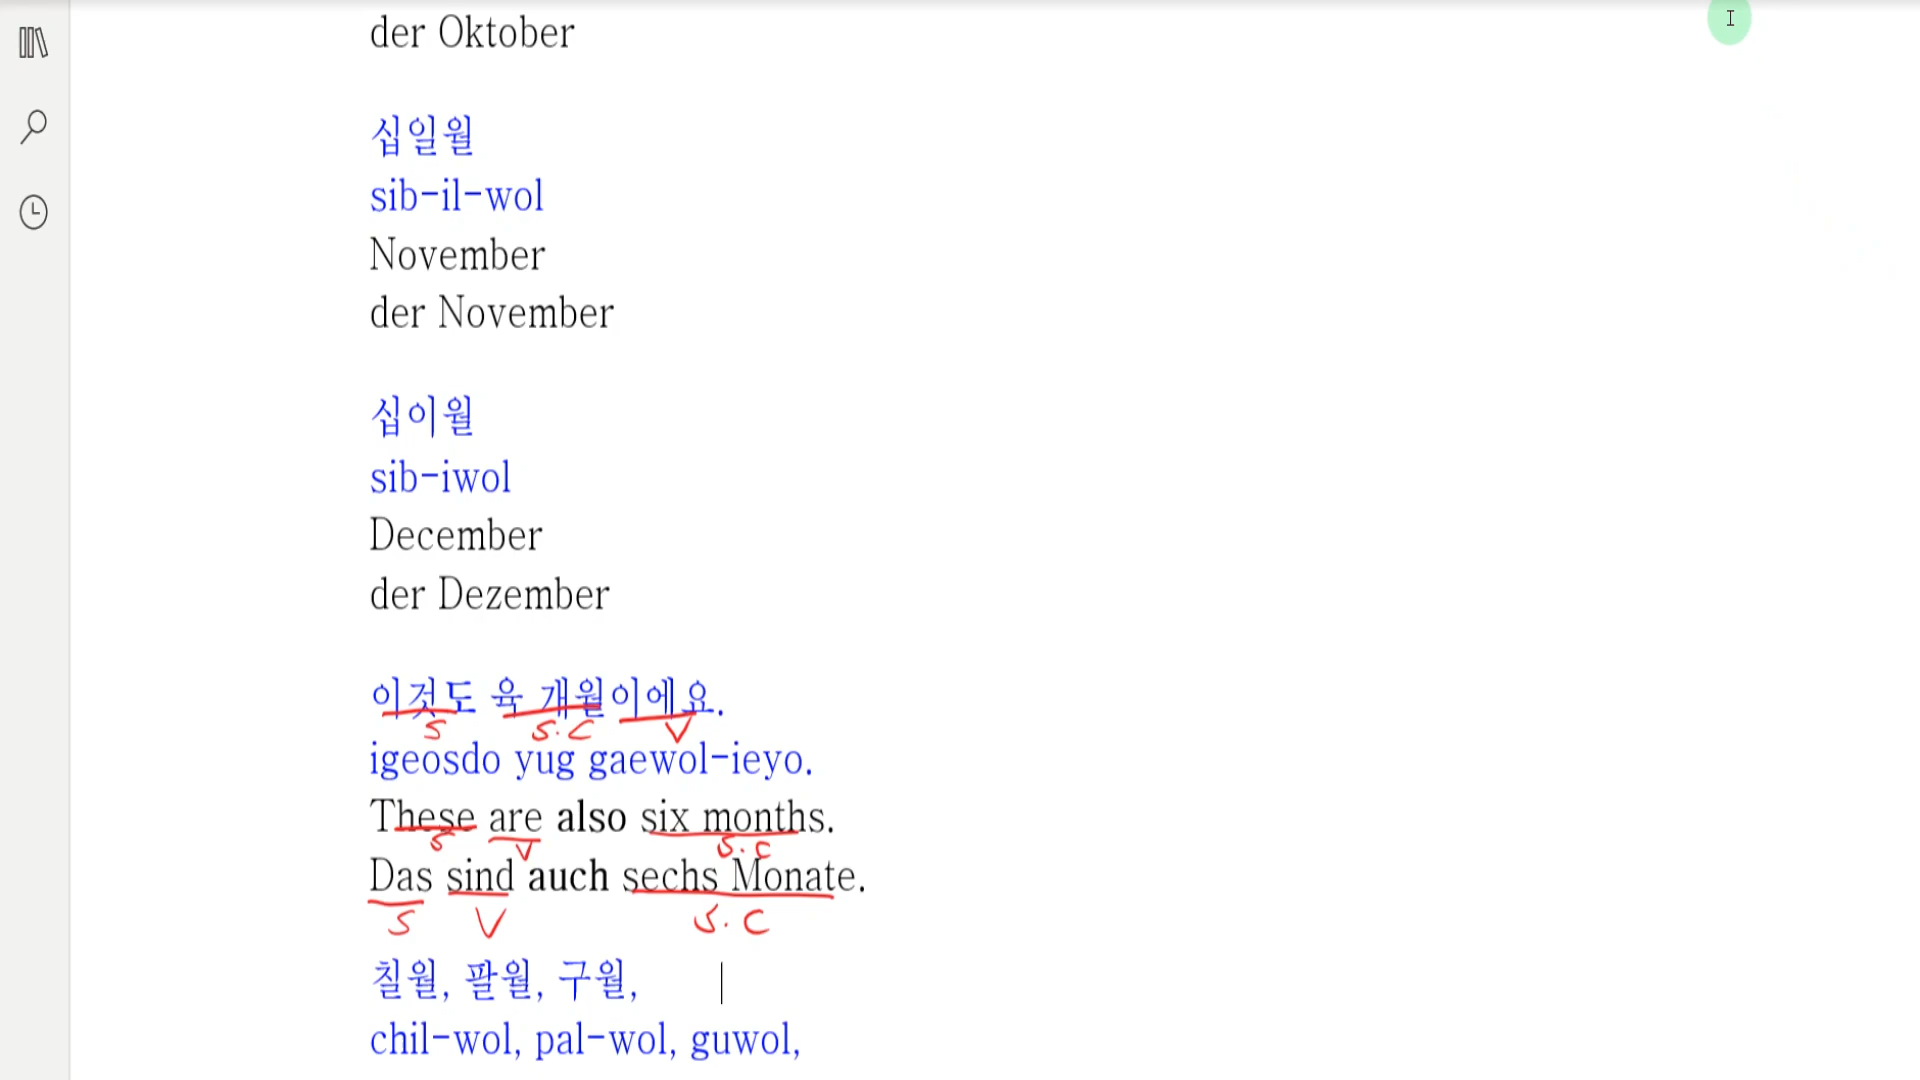 der Oktober
십일월
sib-il-wol
November
der November
십이월
sib-iwol
December
der Dezember
이것도 육 개월이에요.
S S.C V
igeosdo yug gaewol-ieyo.
These are also six months.
S V S.C
Das sind auch sechs Monate.
S V S.C
칠월, 팔월, 구월,
chil-wol, pal-wol, guwol,